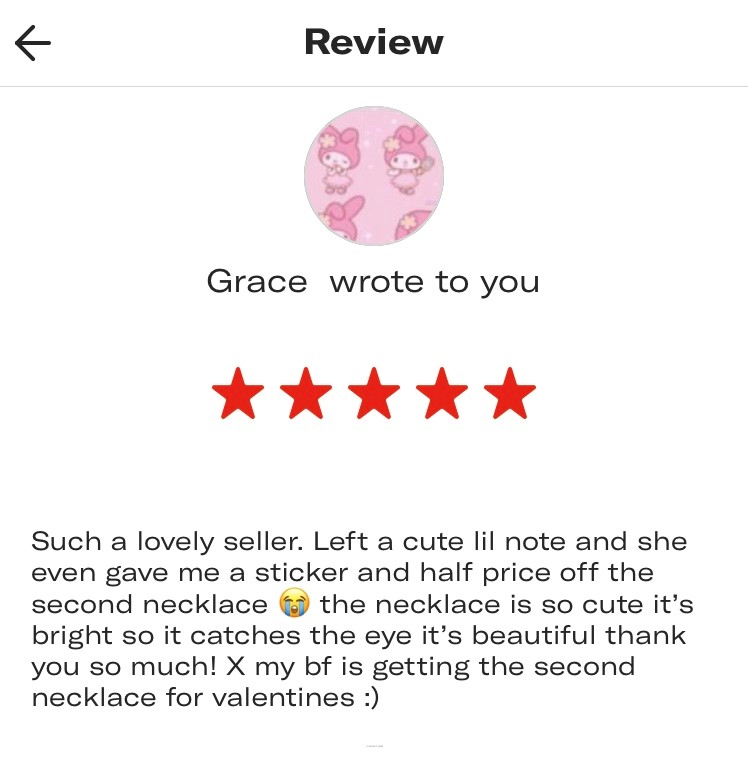 Review
Grace  wrote to you
Such a lovely seller. Left a cute lil note and she
even gave me a sticker and half price off the
second necklace 😭 the necklace is so cute it’s
bright so it catches the eye it’s beautiful thank
you so much! X my bf is getting the second
necklace for valentines :)